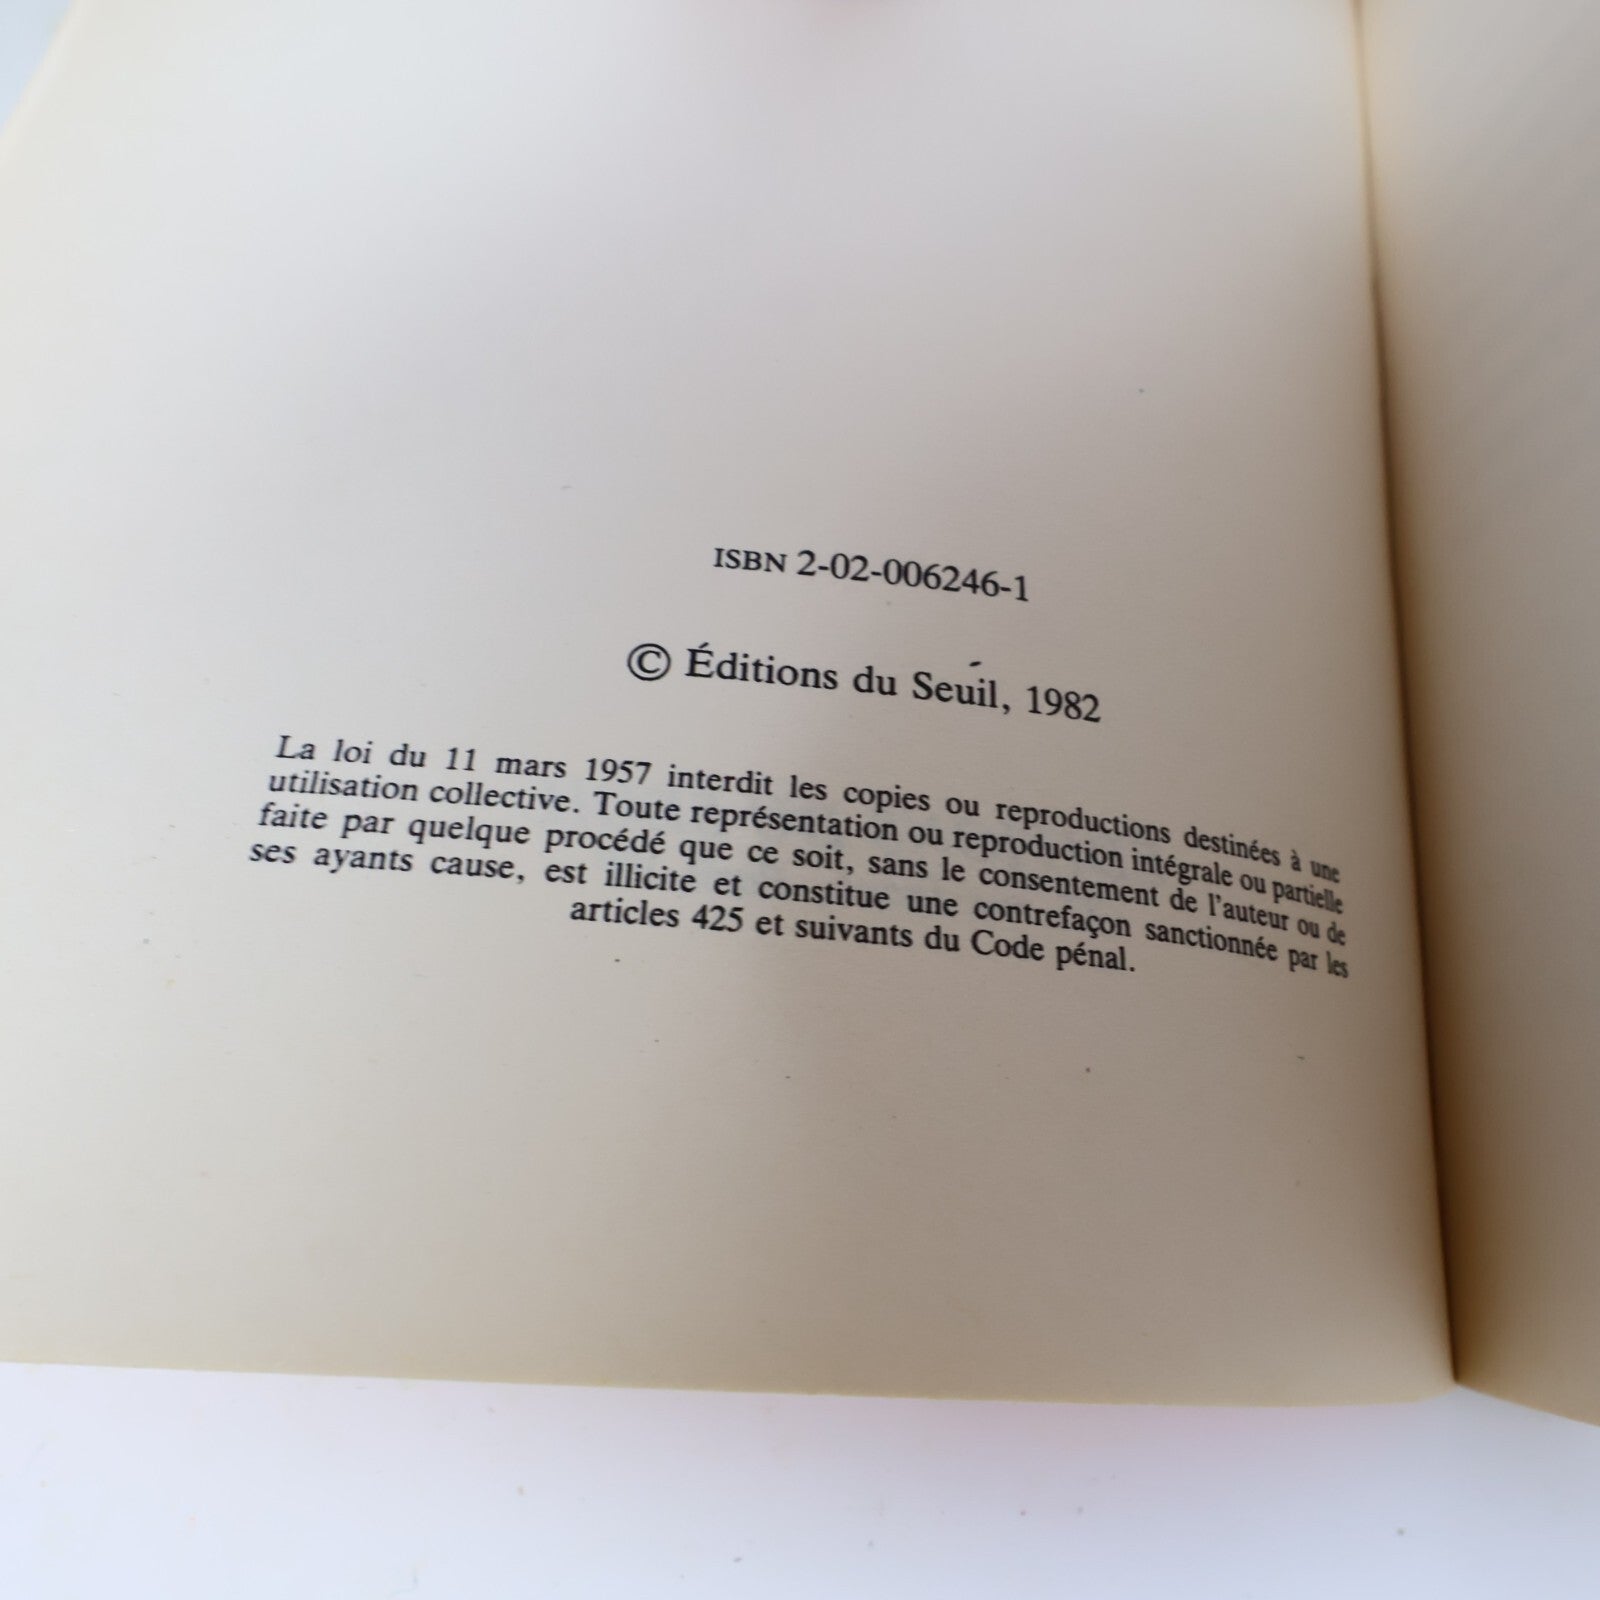 ISBN 2-02-006246-1
© Éditions du Seuil, 1982
La loi du 11 mars 1957 interdit les copies ou reproductions destinées à une
utilisation collective. Toute représentation ou reproduction intégrale ou partielle
faite par quelque procédé que ce soit, sans le consentement de l'auteur ou de
ses ayants cause, est illicite et constitue une contrefaçon sanctionnée par les
articles 425 et suivants du Code pénal.